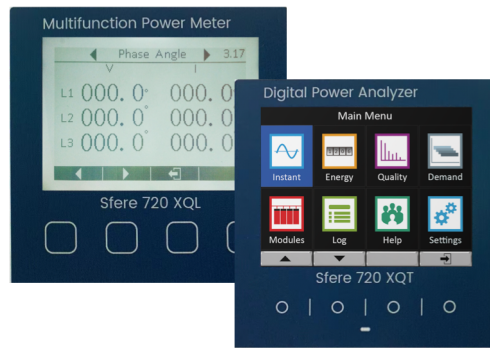 Multifunction Power Meter
Phase Angle 3.17
V I
L1 000.0° 000.0
L2 000.0° 000.0
L3 000.0° 000.0
Sfere 720 XQL
Digital Power Analyzer
Main Menu
Instant Energy Quality Demand
Modules Log Help Settings
Sfere 720 XQT